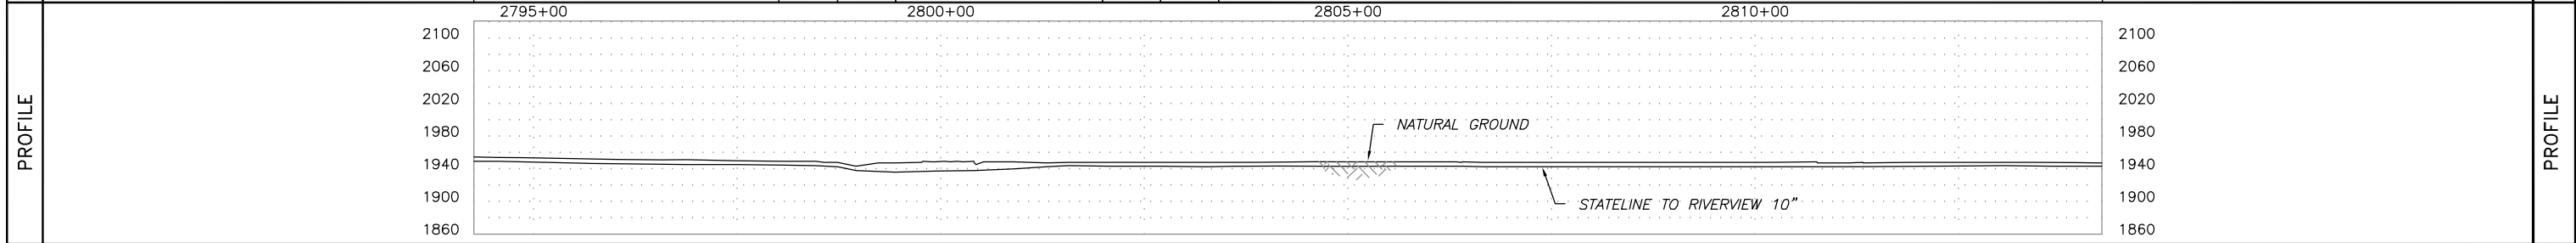 2795+00 2800+00 2805+00 2810+00
PROFILE
2100 2100
2060 2060
2020 2020
1980 1980
1940 1940
1900 1900
1860 1860
NATURAL GROUND
STATELINE TO RIVERVIEW 10"
PROFILE